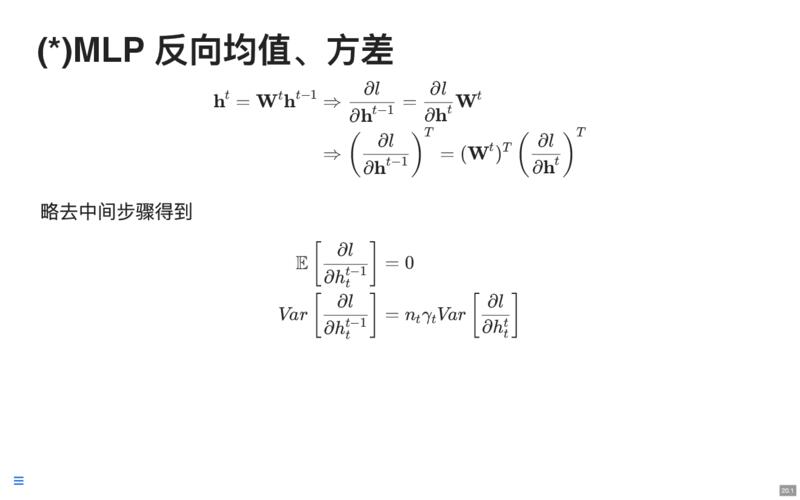 (*)MLP 反向均值、方差
$\mathbf{h}^t = \mathbf{W}^t \mathbf{h}^{t-1} \Rightarrow \frac{\partial l}{\partial \mathbf{h}^{t-1}} = \frac{\partial l}{\partial \mathbf{h}^t} \mathbf{W}^t$
$\Rightarrow \left( \frac{\partial l}{\partial \mathbf{h}^{t-1}} \right)^T = (\mathbf{W}^t)^T \left( \frac{\partial l}{\partial \mathbf{h}^t} \right)^T$
略去中间步骤得到
$\mathbb{E} \left[ \frac{\partial l}{\partial h_t^{t-1}} \right] = 0$
$Var \left[ \frac{\partial l}{\partial h_t^{t-1}} \right] = n_t \gamma_t Var \left[ \frac{\partial l}{\partial h_t^t} \right]$
20.1